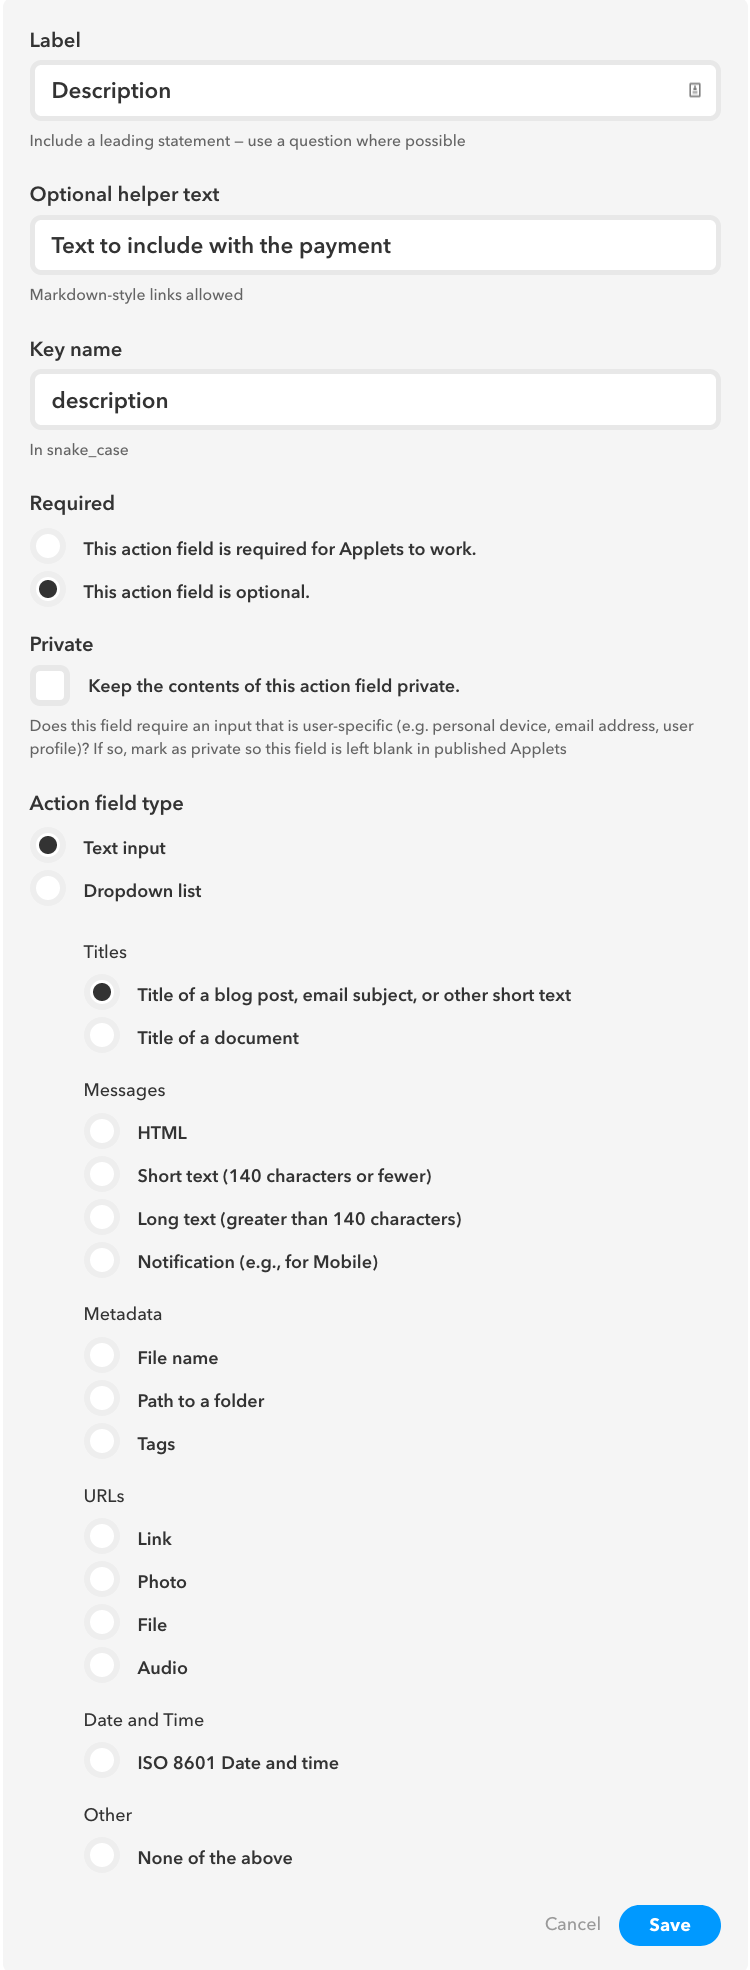 Label
Description
Include a leading statement – use a question where possible
Optional helper text
Text to include with the payment
Markdown-style links allowed
Key name
description
In snake_case
Required
This action field is required for Applets to work.
This action field is optional.
Private
Keep the contents of this action field private.
Does this field require an input that is user-specific (e.g. personal device, email address, user
profile)? If so, mark as private so this field is left blank in published Applets
Action field type
Text input
Dropdown list
Titles
Title of a blog post, email subject, or other short text
Title of a document
Messages
HTML
Short text (140 characters or fewer)
Long text (greater than 140 characters)
Notification (e.g., for Mobile)
Metadata
File name
Path to a folder
Tags
URLs
Link
Photo
File
Audio
Date and Time
ISO 8601 Date and time
Other
None of the above
Cancel Save